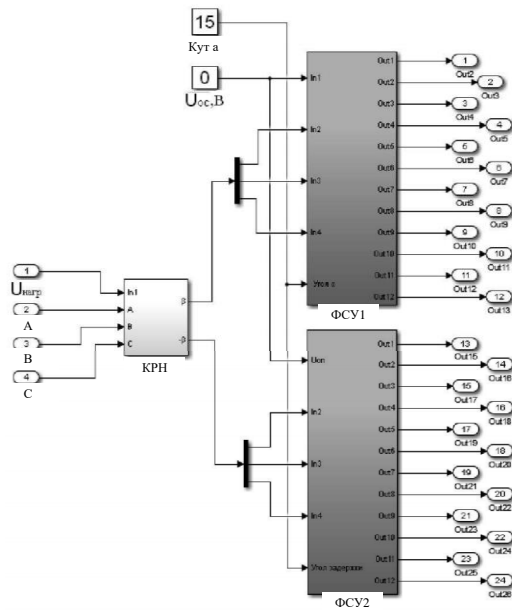 15
Кут а
0
Uос,В
1
Uнагр
2
A
3
B
4
C
In1
A
B
C
β
-β
КРН
In1
In2
In3
In4
Угол
Out1
Out2
Out3
Out4
Out5
Out6
Out7
Out8
Out9
Out10
Out11
Out12
ФСУ1
1
Out2
2
Out3
3
Out4
4
Out5
5
Out6
6
Out7
7
Out8
8
Out9
9
Out10
10
Out11
11
Out12
12
Out13
Uоп
In2
In3
In4
Угол задержки
Out1
Out2
Out3
Out4
Out5
Out6
Out7
Out8
Out9
Out10
Out11
Out12
ФСУ2
13
Out15
14
Out16
15
Out17
16
Out18
17
Out19
18
Out20
19
Out21
20
Out22
21
Out23
22
Out24
23
Out25
24
Out26